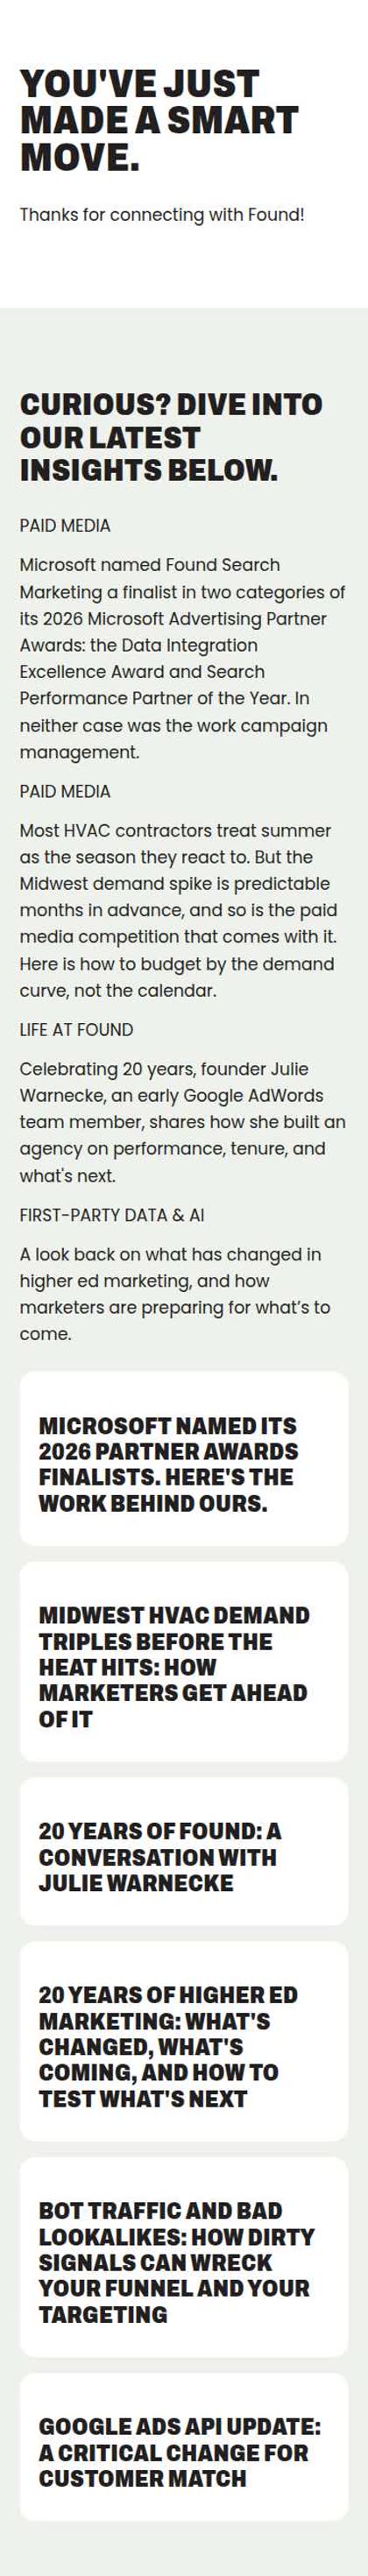 YOU'VE JUST
MADE A SMART
MOVE.
Thanks for connecting with Found!
CURIOUS? DIVE INTO
OUR LATEST
INSIGHTS BELOW.
PAID MEDIA
Microsoft named Found Search
Marketing a finalist in two categories of
its 2026 Microsoft Advertising Partner
Awards: the Data Integration
Excellence Award and Search
Performance Partner of the Year. In
neither case was the work campaign
management.
PAID MEDIA
Most HVAC contractors treat summer
as the season they react to. But the
Midwest demand spike is predictable
months in advance, and so is the paid
media competition that comes with it.
Here is how to budget by the demand
curve, not the calendar.
LIFE AT FOUND
Celebrating 20 years, founder Julie
Warnecke, an early Google AdWords
team member, shares how she built an
agency on performance, tenure, and
what's next.
FIRST-PARTY DATA & AI
A look back on what has changed in
higher ed marketing, and how
marketers are preparing for what’s to
come.
MICROSOFT NAMED ITS
2026 PARTNER AWARDS
FINALISTS. HERE'S THE
WORK BEHIND OURS.
MIDWEST HVAC DEMAND
TRIPLES BEFORE THE
HEAT HITS: HOW
MARKETERS GET AHEAD
OF IT
20 YEARS OF FOUND: A
CONVERSATION WITH
JULIE WARNECKE
20 YEARS OF HIGHER ED
MARKETING: WHAT'S
CHANGED, WHAT'S
COMING, AND HOW TO
TEST WHAT'S NEXT
BOT TRAFFIC AND BAD
LOOKALIKES: HOW DIRTY
SIGNALS CAN WRECK
YOUR FUNNEL AND YOUR
TARGETING
GOOGLE ADS API UPDATE:
A CRITICAL CHANGE FOR
CUSTOMER MATCH